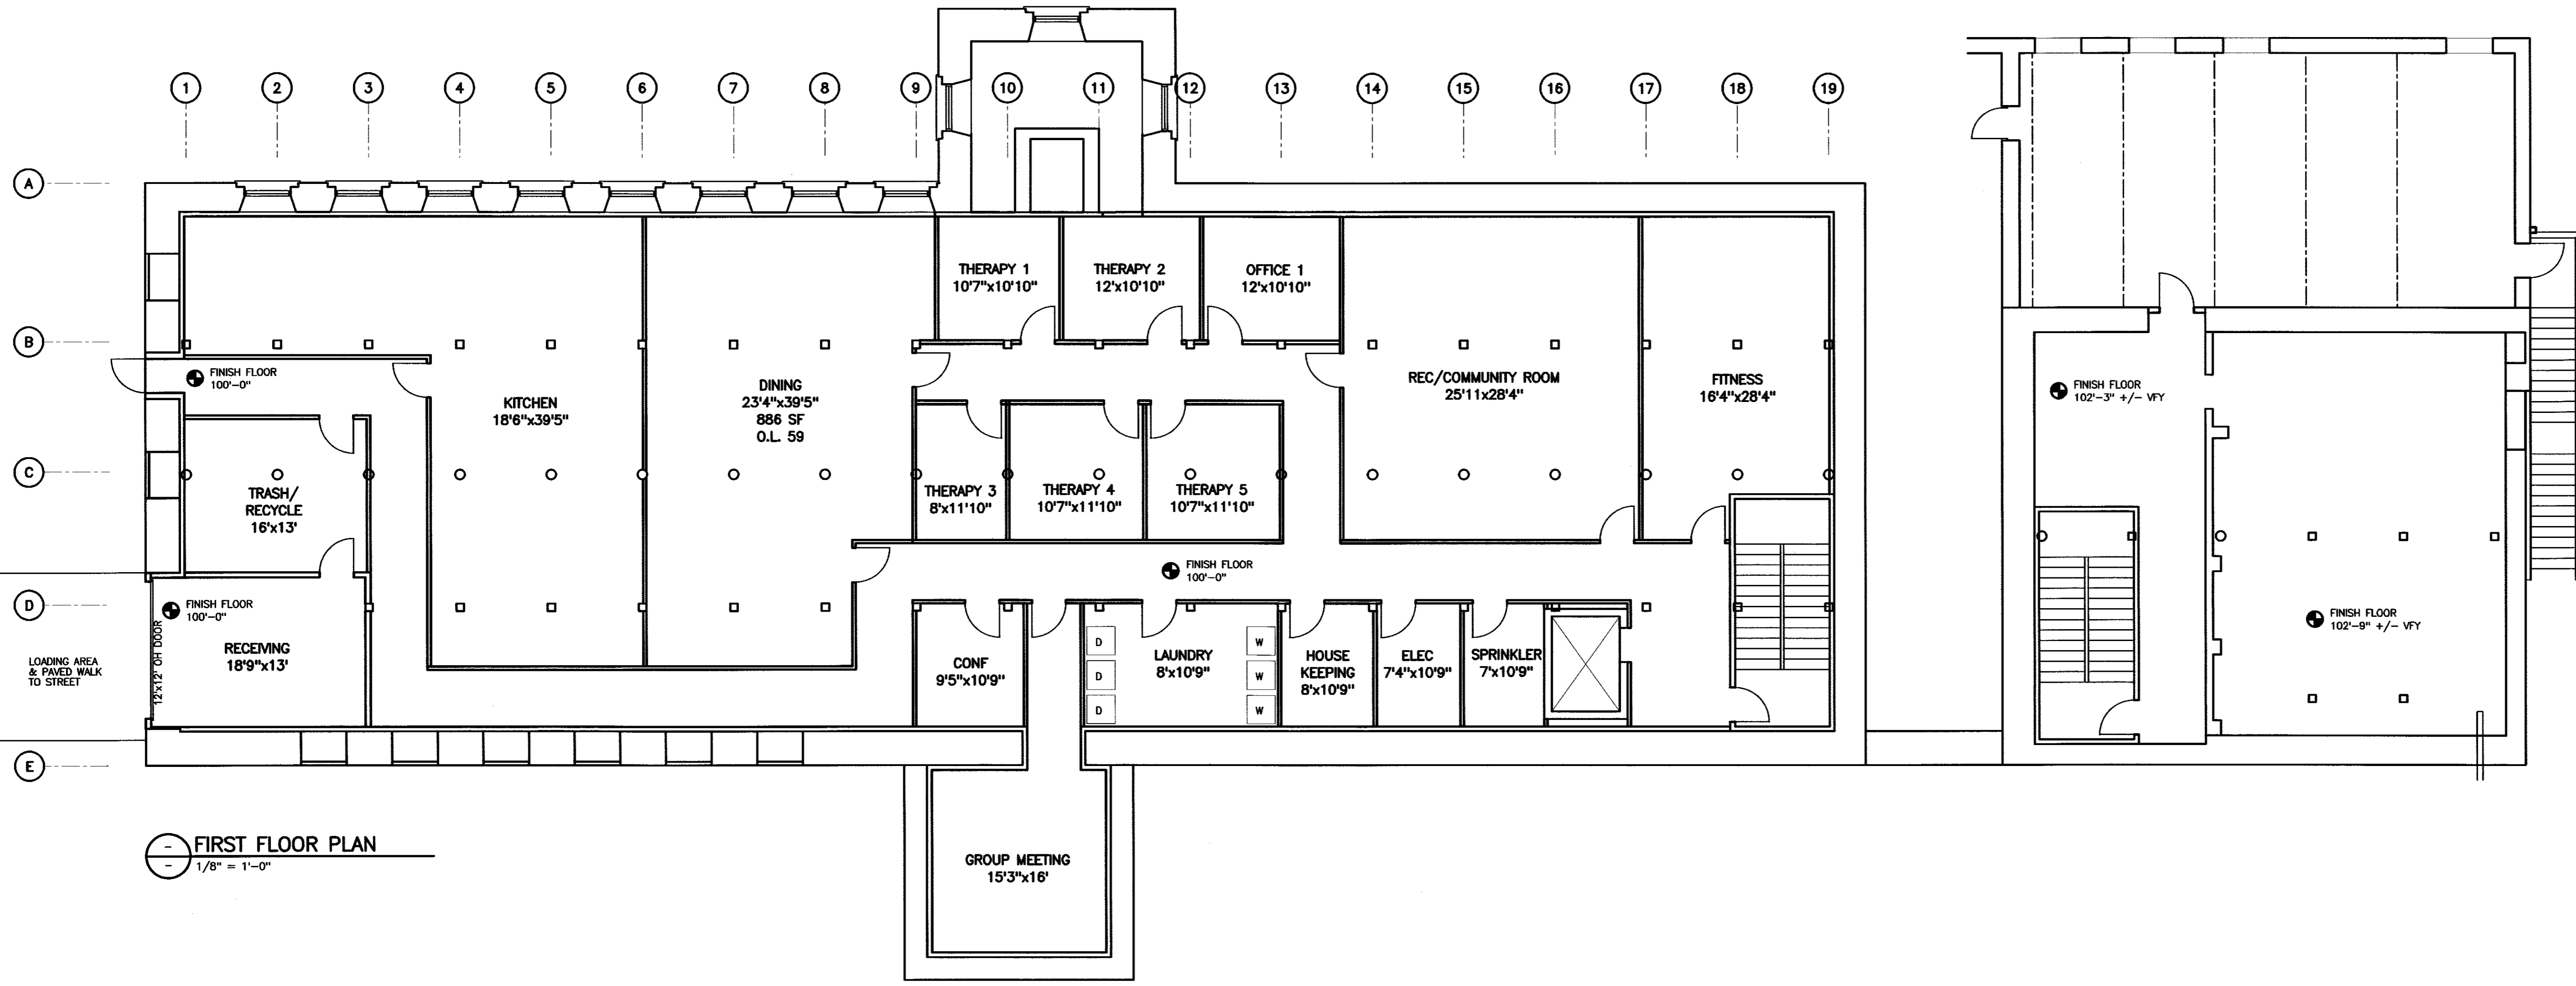 1
2
3
4
5
6
7
8
9
10
11
12
13
14
15
16
17
18
19
A
B
C
D
E
THERAPY 1
10'7"x10'10"
THERAPY 2
12'x10'10"
OFFICE 1
12'x10'10"
FINISH FLOOR
100'-0"
KITCHEN
18'6"x39'5"
DINING
23'4"x39'5"
886 SF
O.L. 59
REC/COMMUNITY ROOM
25'11x28'4"
FITNESS
16'4"x28'4"
FINISH FLOOR
102'-3" +/- VFY
TRASH/
RECYCLE
16'x13'
THERAPY 3
8'x11'10"
THERAPY 4
10'7"x11'10"
THERAPY 5
10'7"x11'10"
FINISH FLOOR
100'-0"
FINISH FLOOR
100'-0"
12'x12' OH DOOR
RECEIVING
18'9"x13'
LOADING AREA
& PAVED WALK
TO STREET
CONF
9'5"x10'9"
D
D
D
LAUNDRY
8'x10'9"
W
W
W
HOUSE
KEEPING
8'x10'9"
ELEC
7'4"x10'9"
SPRINKLER
7'x10'9"
FINISH FLOOR
102'-9" +/- VFY
GROUP MEETING
15'3"x16'
FIRST FLOOR PLAN
1/8" = 1'-0"